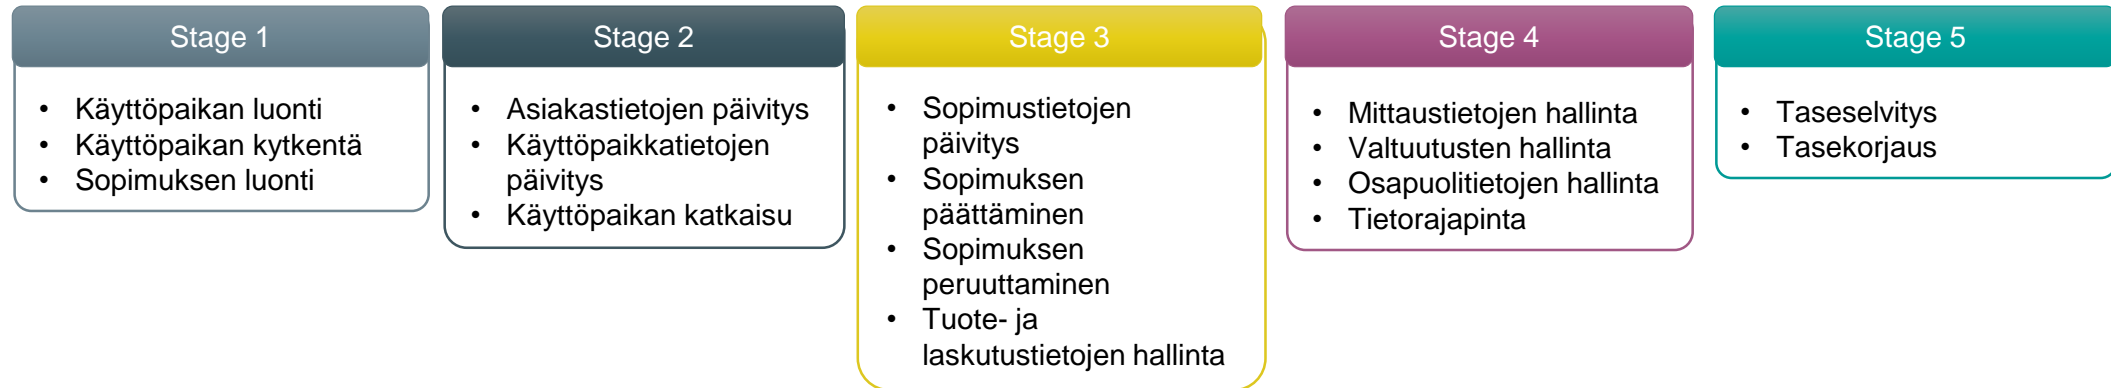 Stage 1
• Käyttöpaikan luonti
• Käyttöpaikan kytkentä
• Sopimuksen luonti
Stage 2
• Asiakastietojen päivitys
• Käyttöpaikkatietojen
päivitys
• Käyttöpaikan katkaisu
Stage 3
• Sopimustietojen
päivitys
• Sopimuksen
päättäminen
• Sopimuksen
peruuttaminen
• Tuote- ja
laskutustietojen hallinta
Stage 4
• Mittaustietojen hallinta
• Valtuutusten hallinta
• Osapuolitietojen hallinta
• Tietorajapinta
Stage 5
• Taseselvitys
• Tasekorjaus